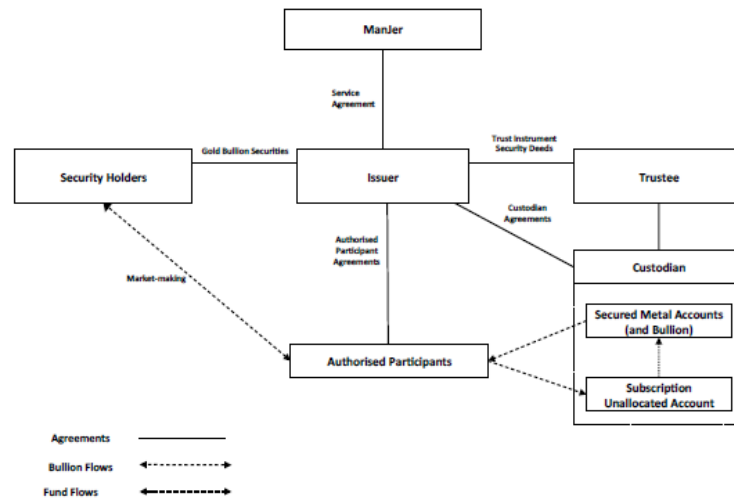 ManJer
Service
Agreement
Trust Instrument
Security Deeds
Gold Bullion Securities
Security Holders
Issuer
Trustee
Custodian
Agreements
Authorised
Participant
Agreements
Custodian
Market-making
Secured Metal Accounts
(and Bullion)
Authorised Participants
Subscription
Unallocated Account
Agreements
Bullion Flows
Fund Flows